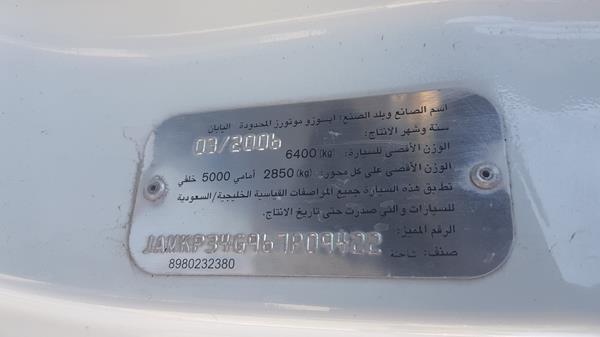 اسم الصانع وبلد الصنع: ايسوزو موتورز المحدودة - اليابان
سنة وشهر الانتاج: 03/2006
الوزن الأقصى للسيارة: 6400 (kg)
الوزن الأقصى على كل محور: 2850 (kg) أمامي 5000 خلفي
تطبق هذه السيارة جميع المواصفات القياسية الخليجية/السعودية
للسيارات والتي صدرت حتى تاريخ الانتاج.
الرقم المميز: JAMKP34G967P09422
صنف: شاحنة
8980232380